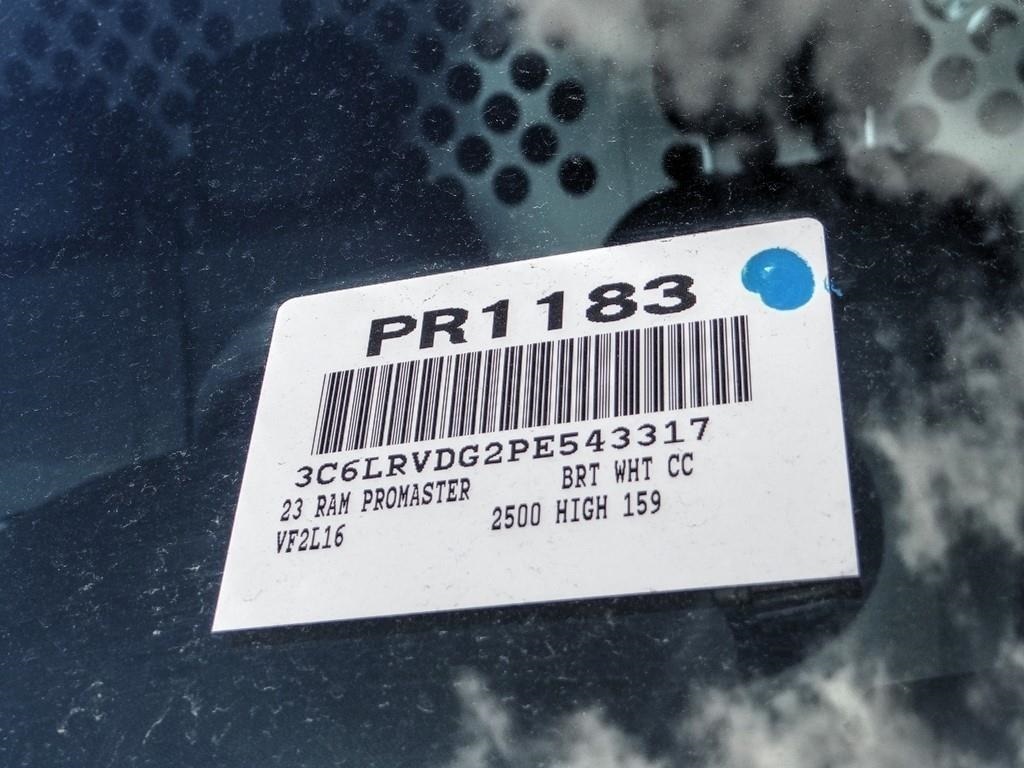 PR1183
3C6LRVDG2PE543317
23 RAM PROMASTER BRT WHT CC
VF2L16 2500 HIGH 159